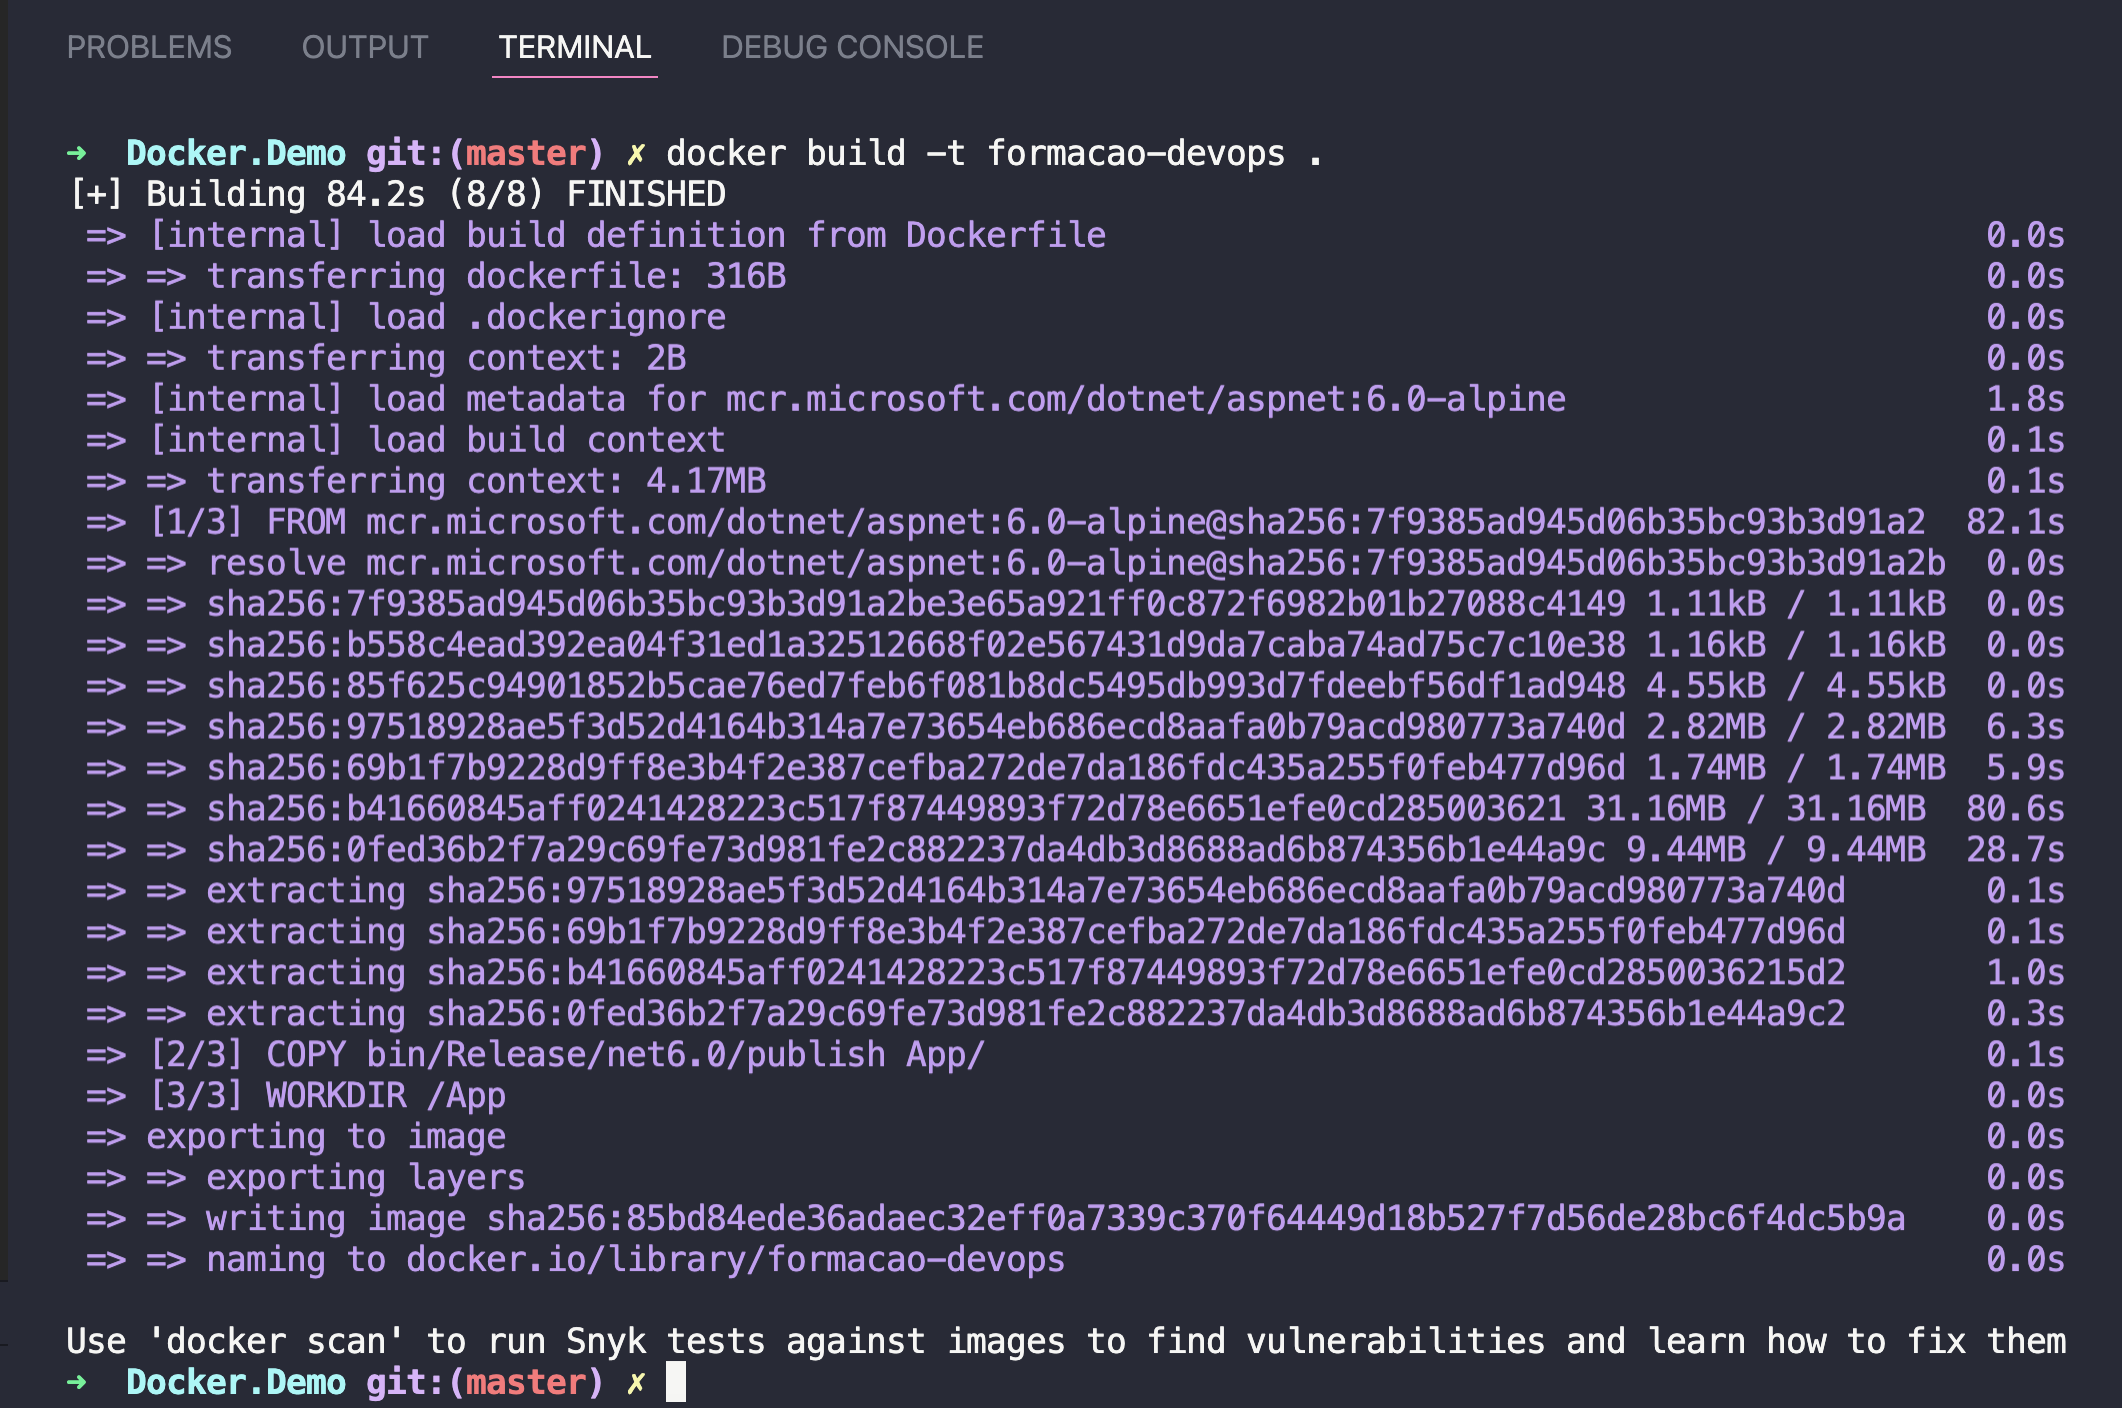 PROBLEMS OUTPUT TERMINAL DEBUG CONSOLE
➜ Docker.Demo git:(master) ✗ docker build -t formacao-devops .
[+] Building 84.2s (8/8) FINISHED
=> [internal] load build definition from Dockerfile 0.0s
=> => transferring dockerfile: 316B 0.0s
=> [internal] load .dockerignore 0.0s
=> => transferring context: 2B 0.0s
=> [internal] load metadata for mcr.microsoft.com/dotnet/aspnet:6.0-alpine 1.8s
=> [internal] load build context 0.1s
=> => transferring context: 4.17MB 0.1s
=> [1/3] FROM mcr.microsoft.com/dotnet/aspnet:6.0-alpine@sha256:7f9385ad945d06b35bc93b3d91a2 82.1s
=> => resolve mcr.microsoft.com/dotnet/aspnet:6.0-alpine@sha256:7f9385ad945d06b35bc93b3d91a2b 0.0s
=> => sha256:7f9385ad945d06b35bc93b3d91a2be3e65a921ff0c872f6982b01b27088c4149 1.11kB / 1.11kB 0.0s
=> => sha256:b558c4ead392ea04f31ed1a32512668f02e567431d9da7caba74ad75c7c10e38 1.16kB / 1.16kB 0.0s
=> => sha256:85f625c94901852b5cae76ed7feb6f081b8dc5495db993d7fdeebf56df1ad948 4.55kB / 4.55kB 0.0s
=> => sha256:97518928ae5f3d52d4164b314a7e73654eb686ecd8aafa0b79acd980773a740d 2.82MB / 2.82MB 6.3s
=> => sha256:69b1f7b9228d9ff8e3b4f2e387cefba272de7da186fdc435a255f0feb477d96d 1.74MB / 1.74MB 5.9s
=> => sha256:b41660845aff0241428223c517f87449893f72d78e6651efe0cd285003621 31.16MB / 31.16MB 80.6s
=> => sha256:0fed36b2f7a29c69fe73d981fe2c882237da4db3d8688ad6b874356b1e44a9c 9.44MB / 9.44MB 28.7s
=> => extracting sha256:97518928ae5f3d52d4164b314a7e73654eb686ecd8aafa0b79acd980773a740d 0.1s
=> => extracting sha256:69b1f7b9228d9ff8e3b4f2e387cefba272de7da186fdc435a255f0feb477d96d 0.1s
=> => extracting sha256:b41660845aff0241428223c517f87449893f72d78e6651efe0cd2850036215d2 1.0s
=> => extracting sha256:0fed36b2f7a29c69fe73d981fe2c882237da4db3d8688ad6b874356b1e44a9c2 0.3s
=> [2/3] COPY bin/Release/net6.0/publish App/ 0.1s
=> [3/3] WORKDIR /App 0.0s
=> exporting to image 0.0s
=> => exporting layers 0.0s
=> => writing image sha256:85bd84ede36adaec32eff0a7339c370f64449d18b527f7d56de28bc6f4dc5b9a 0.0s
=> => naming to docker.io/library/formacao-devops 0.0s
Use 'docker scan' to run Snyk tests against images to find vulnerabilities and learn how to fix them
➜ Docker.Demo git:(master) ✗